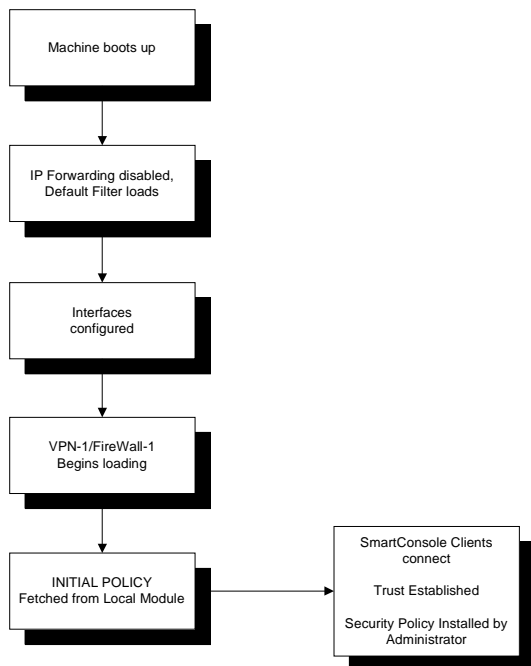 Machine boots up
IP Forwarding disabled,
Default Filter loads
Interfaces
configured
VPN-1/FireWall-1
Begins loading
INITIAL POLICY
Fetched from Local Module
SmartConsole Clients
connect
Trust Established
Security Policy Installed by
Administrator